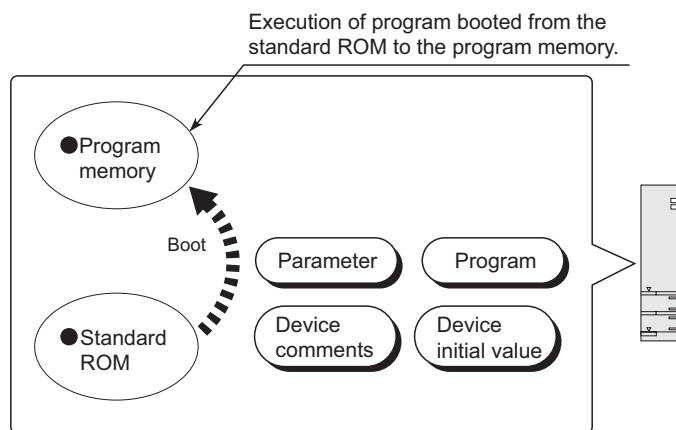 Execution of program booted from the
standard ROM to the program memory.
●Program
memory
Boot
Parameter
Program
Device
comments
Device
initial value
●Standard
ROM